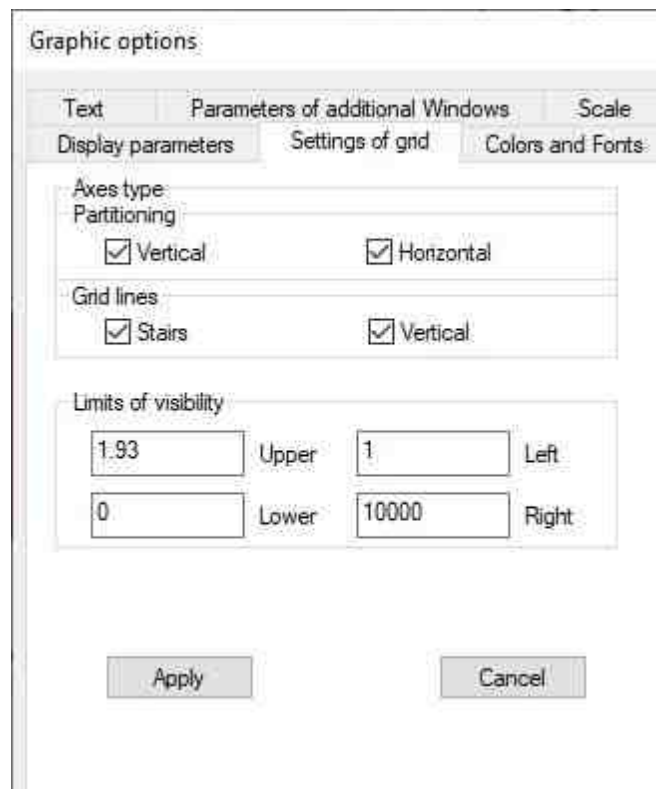 Graphic options
Text Parameters of additional Windows Scale
Display parameters Settings of grid Colors and Fonts
Axes type
Partitioning
Vertical Horizontal
Grid lines
Stairs Vertical
Limits of visibility
1.93 Upper 1 Left
0 Lower 10000 Right
Apply Cancel